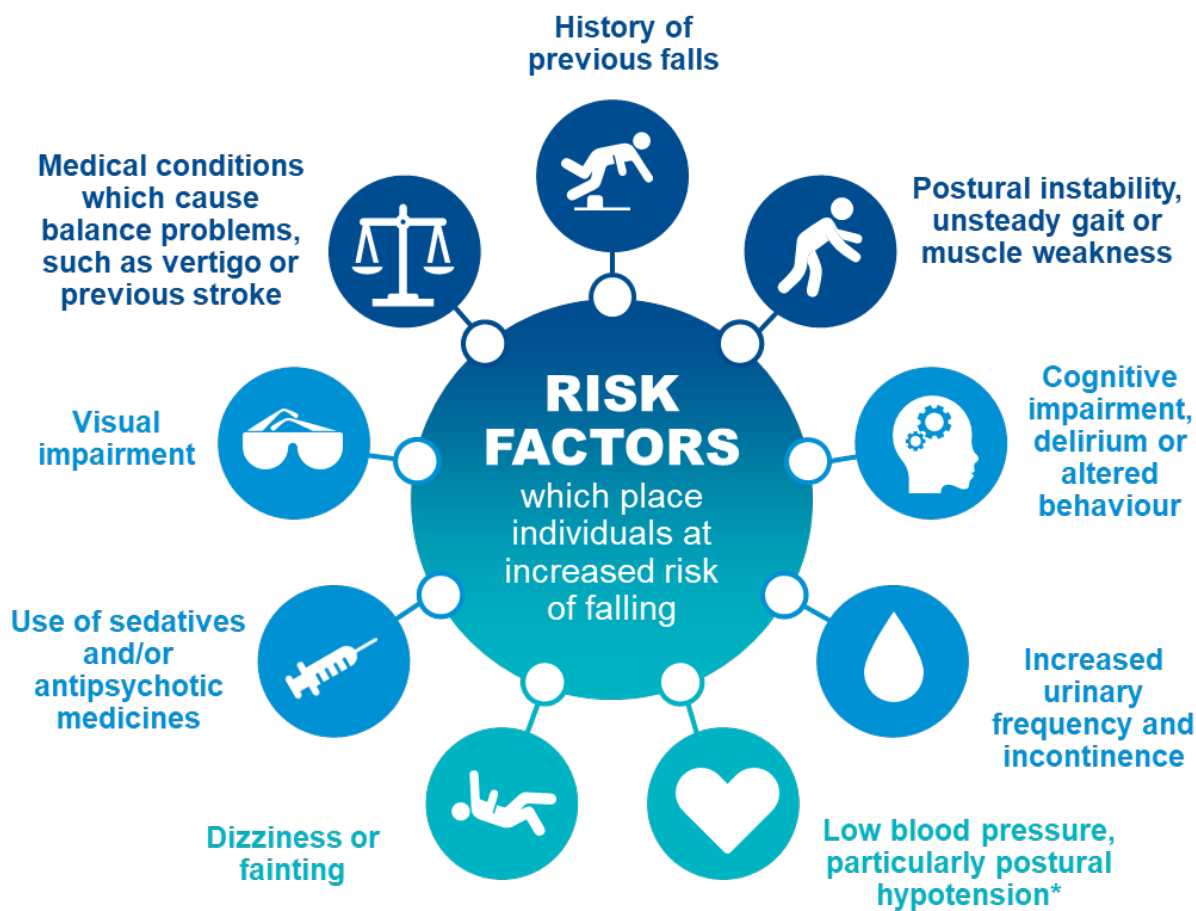 History of
previous falls
Postural instability,
unsteady gait or
muscle weakness
Cognitive
impairment,
delirium or
altered
behaviour
Increased
urinary
frequency and
incontinence
Low blood pressure,
particularly postural
hypotension*
Dizziness or
fainting
Use of sedatives
and/or
antipsychotic
medicines
Visual
impairment
Medical conditions
which cause
balance problems,
such as vertigo or
previous stroke
RISK
FACTORS
which place
individuals at
increased risk
of falling